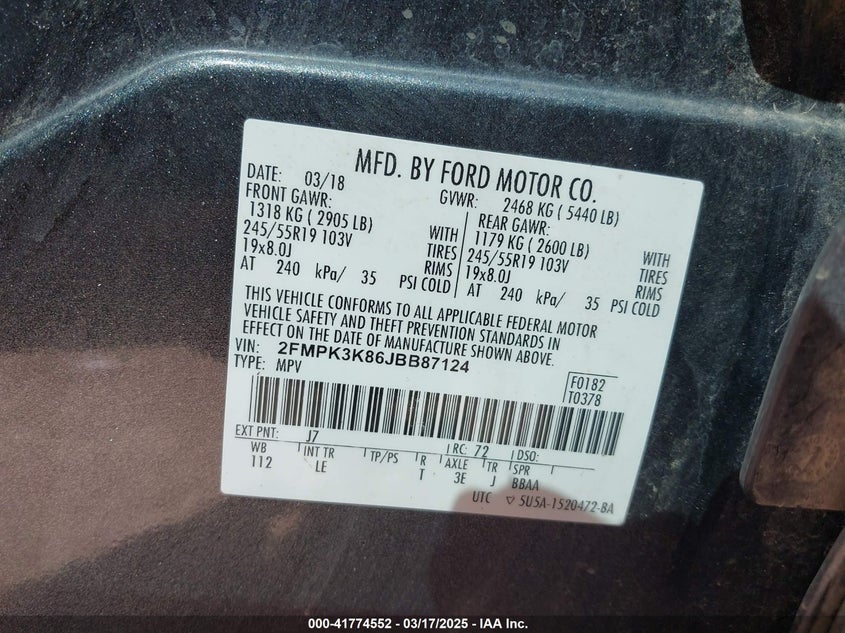 MFD. BY FORD MOTOR CO.
DATE: 03/18 GVWR: 2468 KG ( 5440 LB)
FRONT GAWR: REAR GAWR:
1318 KG ( 2905 LB) WITH 1179 KG ( 2600 LB) WITH
245/55R19 103V TIRES 245/55R19 103V TIRES
19x8.0J RIMS 19x8.0J RIMS
AT 240 kPa/ 35 PSI COLD AT 240 kPa/ 35 PSI COLD
THIS VEHICLE CONFORMS TO ALL APPLICABLE FEDERAL MOTOR
VEHICLE SAFETY AND THEFT PREVENTION STANDARDS IN
EFFECT ON THE DATE OF MANUFACTURE SHOWN ABOVE.
VIN: 2FMPK3K86JBB87124
TYPE: MPV
F0182
T0378
EXT PNT: J7 RC: 72 DSO:
WB INT TR TP/PS R AXLE TR SPR
112 LE T 3E J BBAA
UTC ▽ 5U5A-1520472-BA
000-41774552 — 03/17/2025 — IAA Inc.